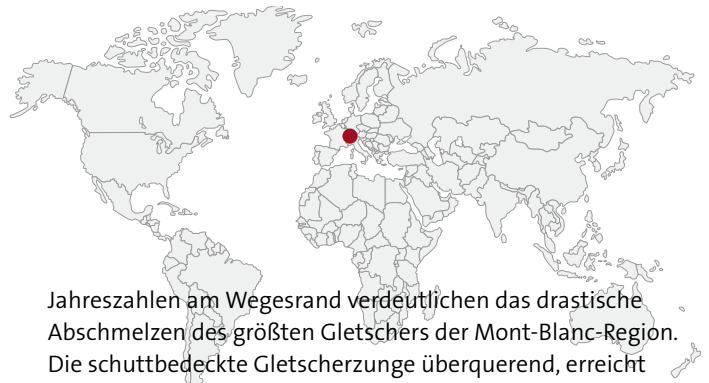 Jahreszahlen am Wegesrand verdeutlichen das drastische
Abschmelzen des größten Gletschers der Mont-Blanc-Region.
Die schuttbedeckte Gletscherzunge überquerend, erreicht